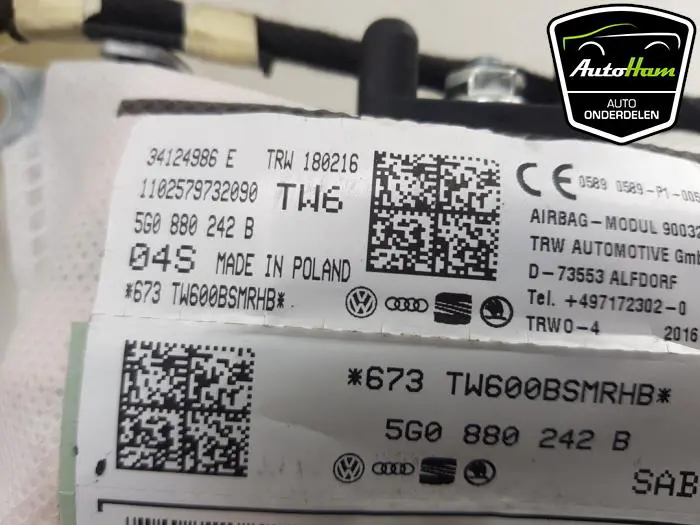 AutoHam
AUTO
ONDERDELEN
34124986 E TRW 180216
1102579732090 TW6
5G0 880 242 B
04S MADE IN POLAND
*673 TW600BSMRHB*
0589 0589-P1-005
AIRBAG-MODUL 90032
TRW AUTOMOTIVE Gmb
D-73553 ALFDORF
Tel. +497172302-0
TRWO-4 2016
*673 TW600BSMRHB*
5G0 880 242 B
SAB